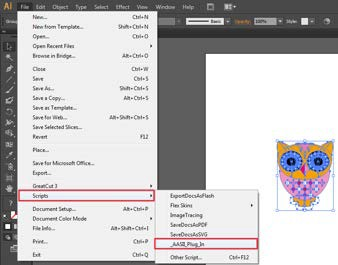 Ai File Edit Object Type Select Effect View Window Help
Group
Basic
Opacity: 100%
Style:
New... Ctrl+N
New from Template... Shift+Ctrl+N
Open... Ctrl+O
Open Recent Files
Browse in Bridge... Alt+Ctrl+O
Close Ctrl+W
Save Ctrl+S
Save As... Shift+Ctrl+S
Save a Copy... Alt+Ctrl+S
Save as Template...
Save for Web... Alt+Shift+Ctrl+S
Save Selected Slices...
Revert F12
Place...
Save for Microsoft Office...
Export...
GreatCut 3
Scripts
Document Setup... Alt+Ctrl+P
Document Color Mode
File Info... Alt+Shift+Ctrl+I
Print... Ctrl+P
Exit Ctrl+Q
ExportDocsAsFlash
Flex Skins
ImageTracing
SaveDocsAsPDF
SaveDocsAsSVG
Other Script... Ctrl+F12